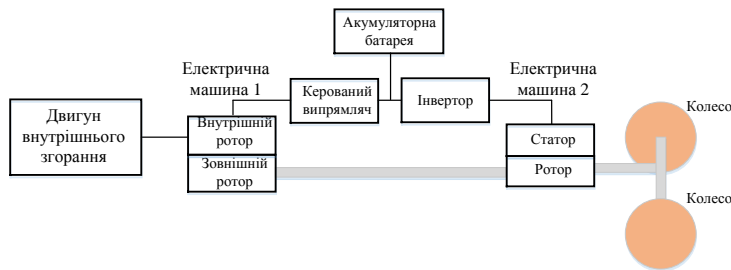 Акумуляторна
батарея
Електрична
машина 1
Керований
випрямляч
Інвертор
Електрична
машина 2
Колесо
Двигун
внутрішнього
згорання
Внутрішній
ротор
Зовнішній
ротор
Статор
Ротор
Колесо